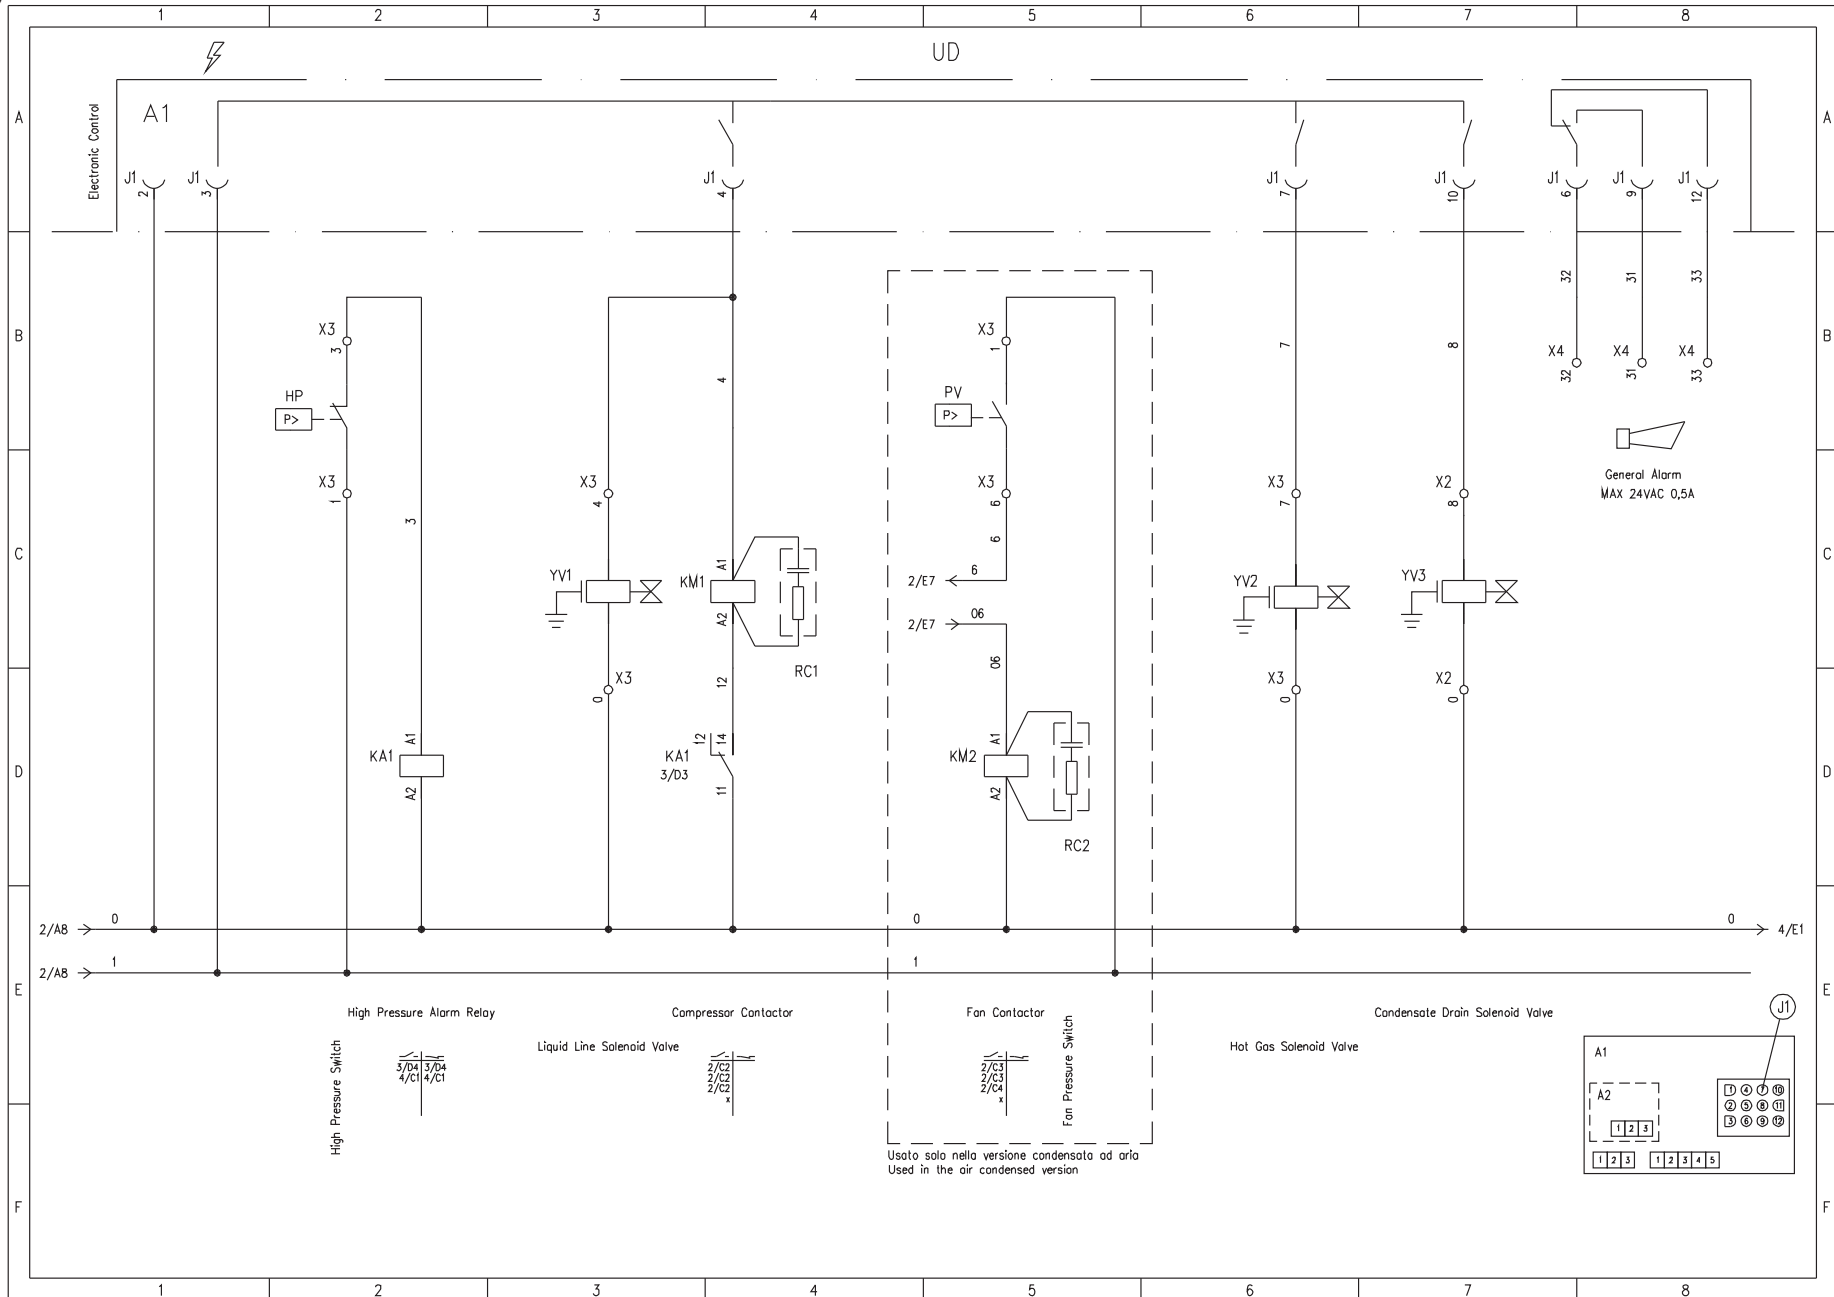 1 2 3 4 5 6 7 8
UD
A A1 A
Electronic Control
J1 J1 J1 J1 J1 J1 J1 J1
2 3 4 7 10 6 9 12
32 31 33
X3 X3
B 3 1 7 8 B
X4 X4 X4
32 31 33
4
HP PV
P> P>
General Alarm
MAX 24VAC 0,5A
X3 X3 X3 X3 X2
1 4 6 7 8
3
6
C C
A1
6
2/E7
YV1 KM1 YV2 YV3
A2
06
2/E7
06
RC1
X3 X3 X2
0 12 0 0
A1 12 14 A1
KA1 KA1 KM2
3/D3
D D
A2 11 A2
RC2
0 0 0
2/A8 4/E1
1 1
2/A8
E E
High Pressure Alarm Relay Compressor Contactor Fan Contactor Condensate Drain Solenoid Valve
J1
Liquid Line Solenoid Valve Hot Gas Solenoid Valve
High Pressure Switch
Fan Pressure Switch
3/D4 3/D4
4/C1 4/C1
2/C2
2/C2
2/C2
x
2/C3
2/C3
2/C4
x
A1
A2
1 4 7 10
2 5 8 11
3 6 9 12
1 2 3
1 2 3 1 2 3 4 5
Usato solo nella versione condensata ad aria
Used in the air condensed version
F F
1 2 3 4 5 6 7 8